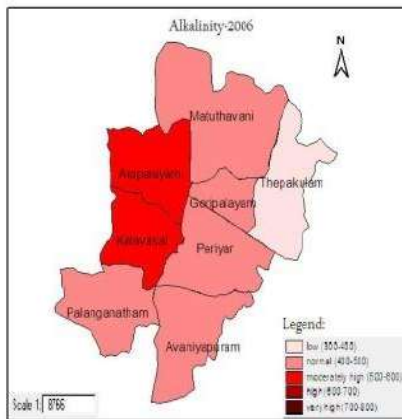 Alkalinity-2006
N
Matuthavani
Arapalayam
Goripalayam
Thepakulam
Kalavasal
Periyar
Palanganatham
Avaniyapuram
Legend:
low (300-400)
normal (400-500)
moderately high (500-600)
high (600-700)
very high (700-800)
Scale 1: 8766